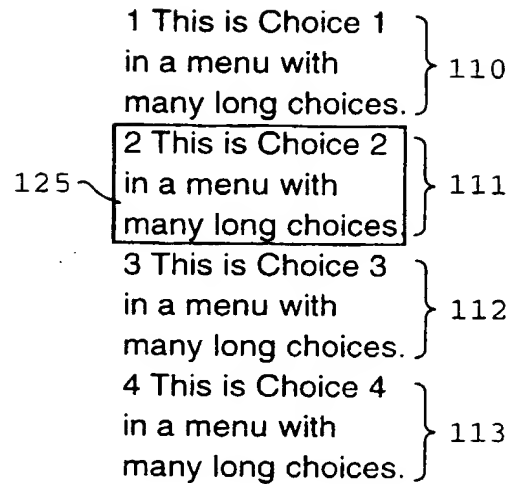 1 This is Choice 1
in a menu with
many long choices.
110
2 This is Choice 2
in a menu with
many long choices.
125
111
3 This is Choice 3
in a menu with
many long choices.
112
4 This is Choice 4
in a menu with
many long choices.
113